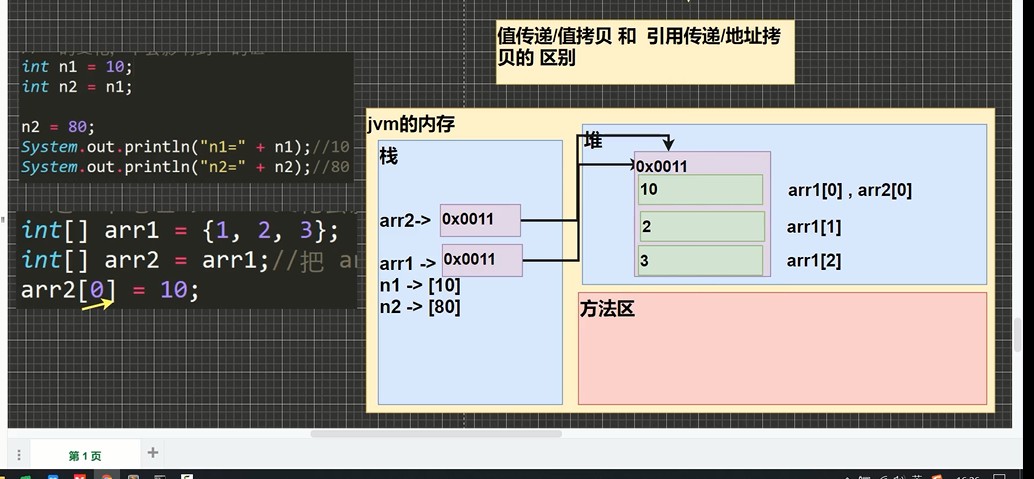 值传递/值拷贝 和 引用传递/地址拷
贝的 区别
int n1 = 10;
int n2 = n1;
n2 = 80;
System.out.println("n1=" + n1);//10
System.out.println("n2=" + n2);//80
int[] arr1 = {1, 2, 3};
int[] arr2 = arr1;//把 ar
arr2[0] = 10;
jvm的内存
栈
arr2->
0x0011
arr1 ->
0x0011
n1 -> [10]
n2 -> [80]
堆
0x0011
10
arr1[0] , arr2[0]
2
arr1[1]
3
arr1[2]
方法区
第 1 页